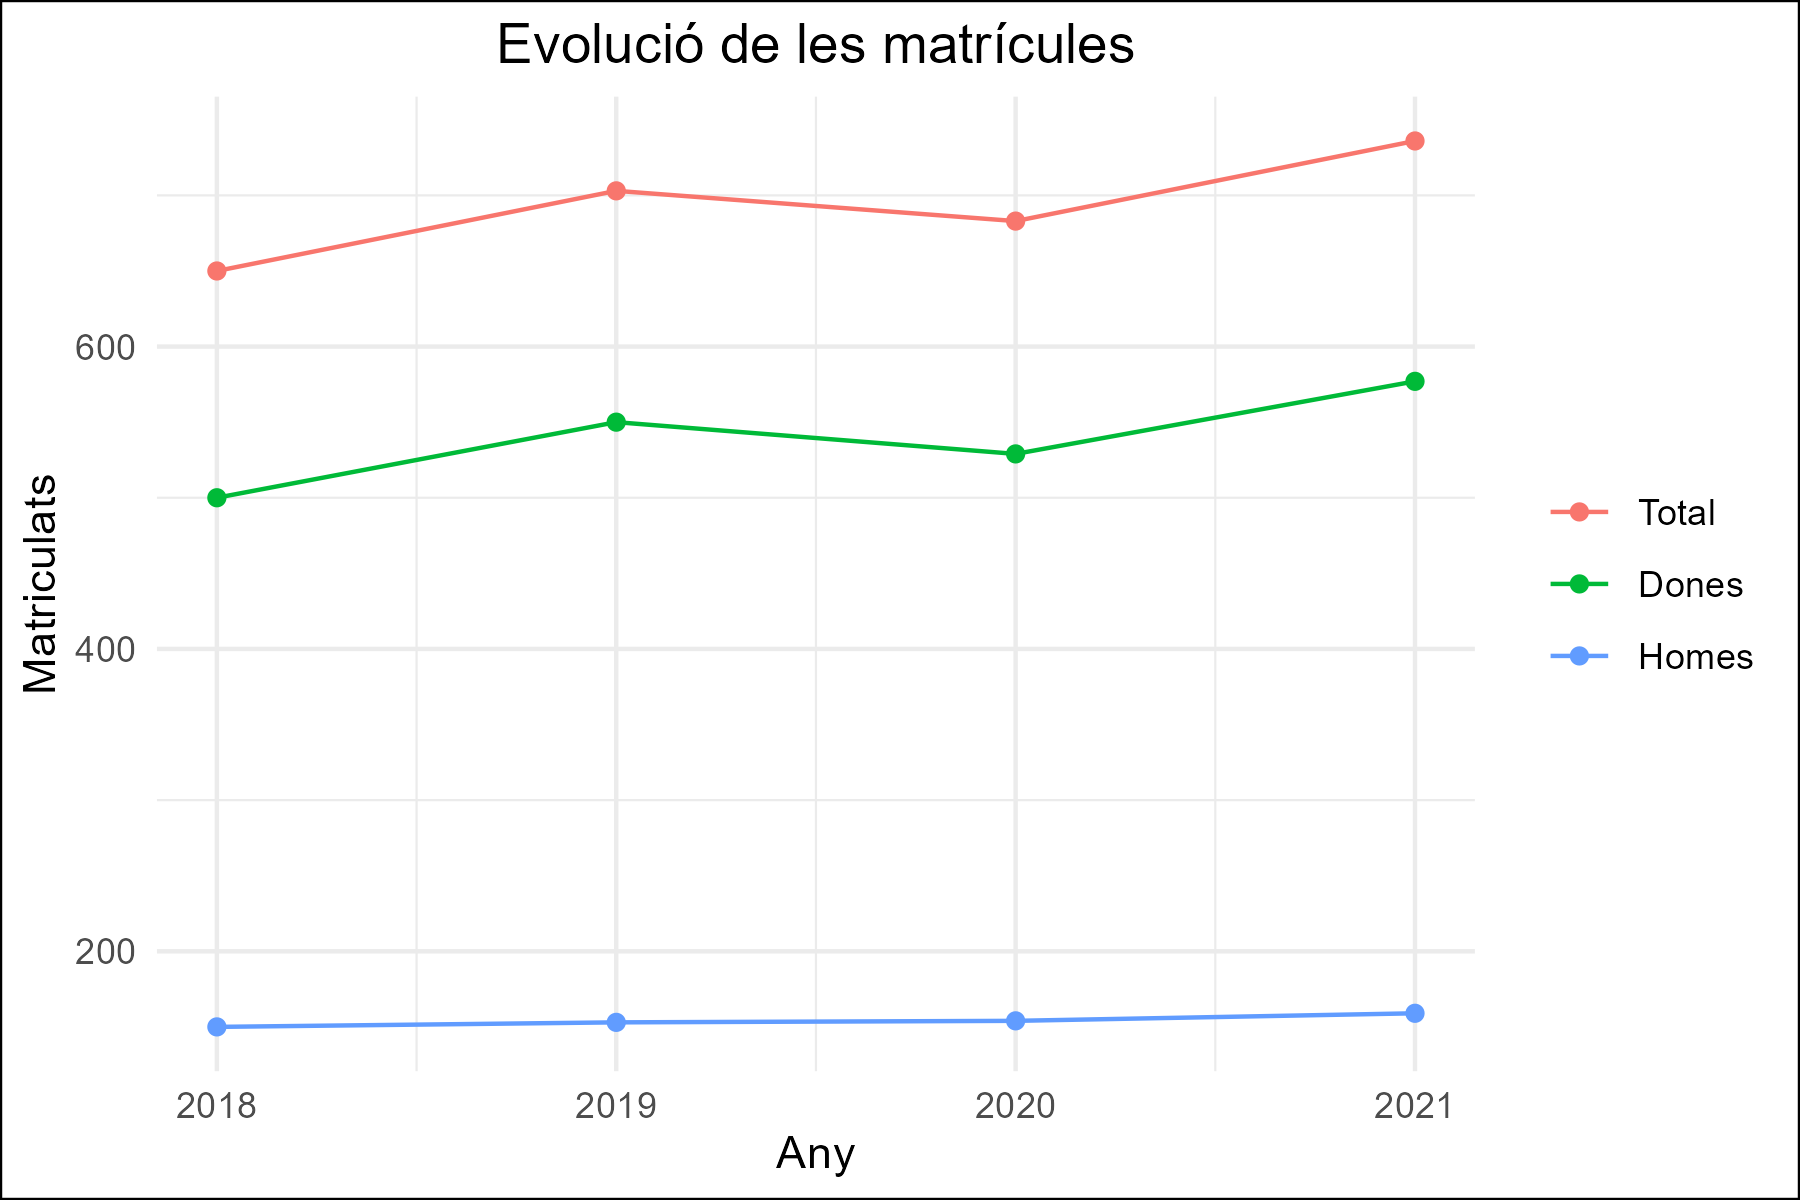 Evolució de les matrícules
Matriculats
600
400
200
2018
2019
2020
2021
Any
Total
Dones
Homes